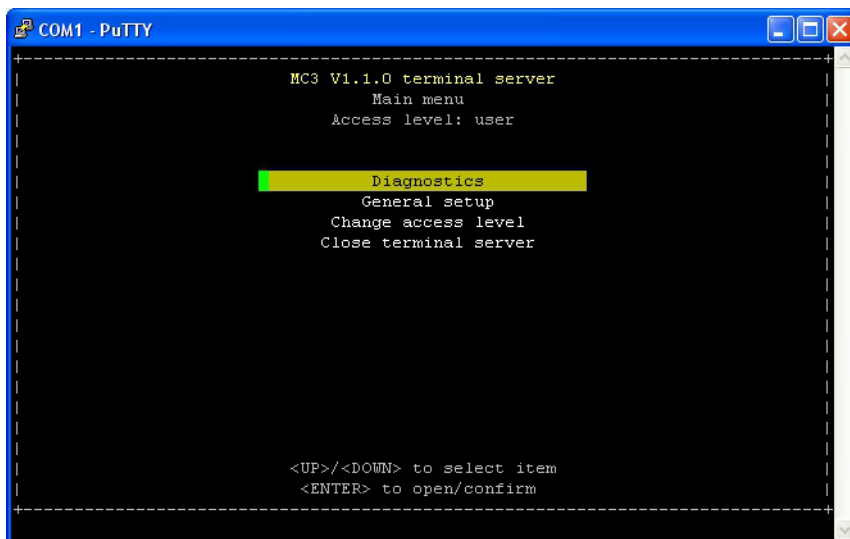 COM1 - PuTTY
MC3 V1.1.0 terminal server
Main menu
Access level: user
Diagnostics
General setup
Change access level
Close terminal server
<UP>/<DOWN> to select item
<ENTER> to open/confirm